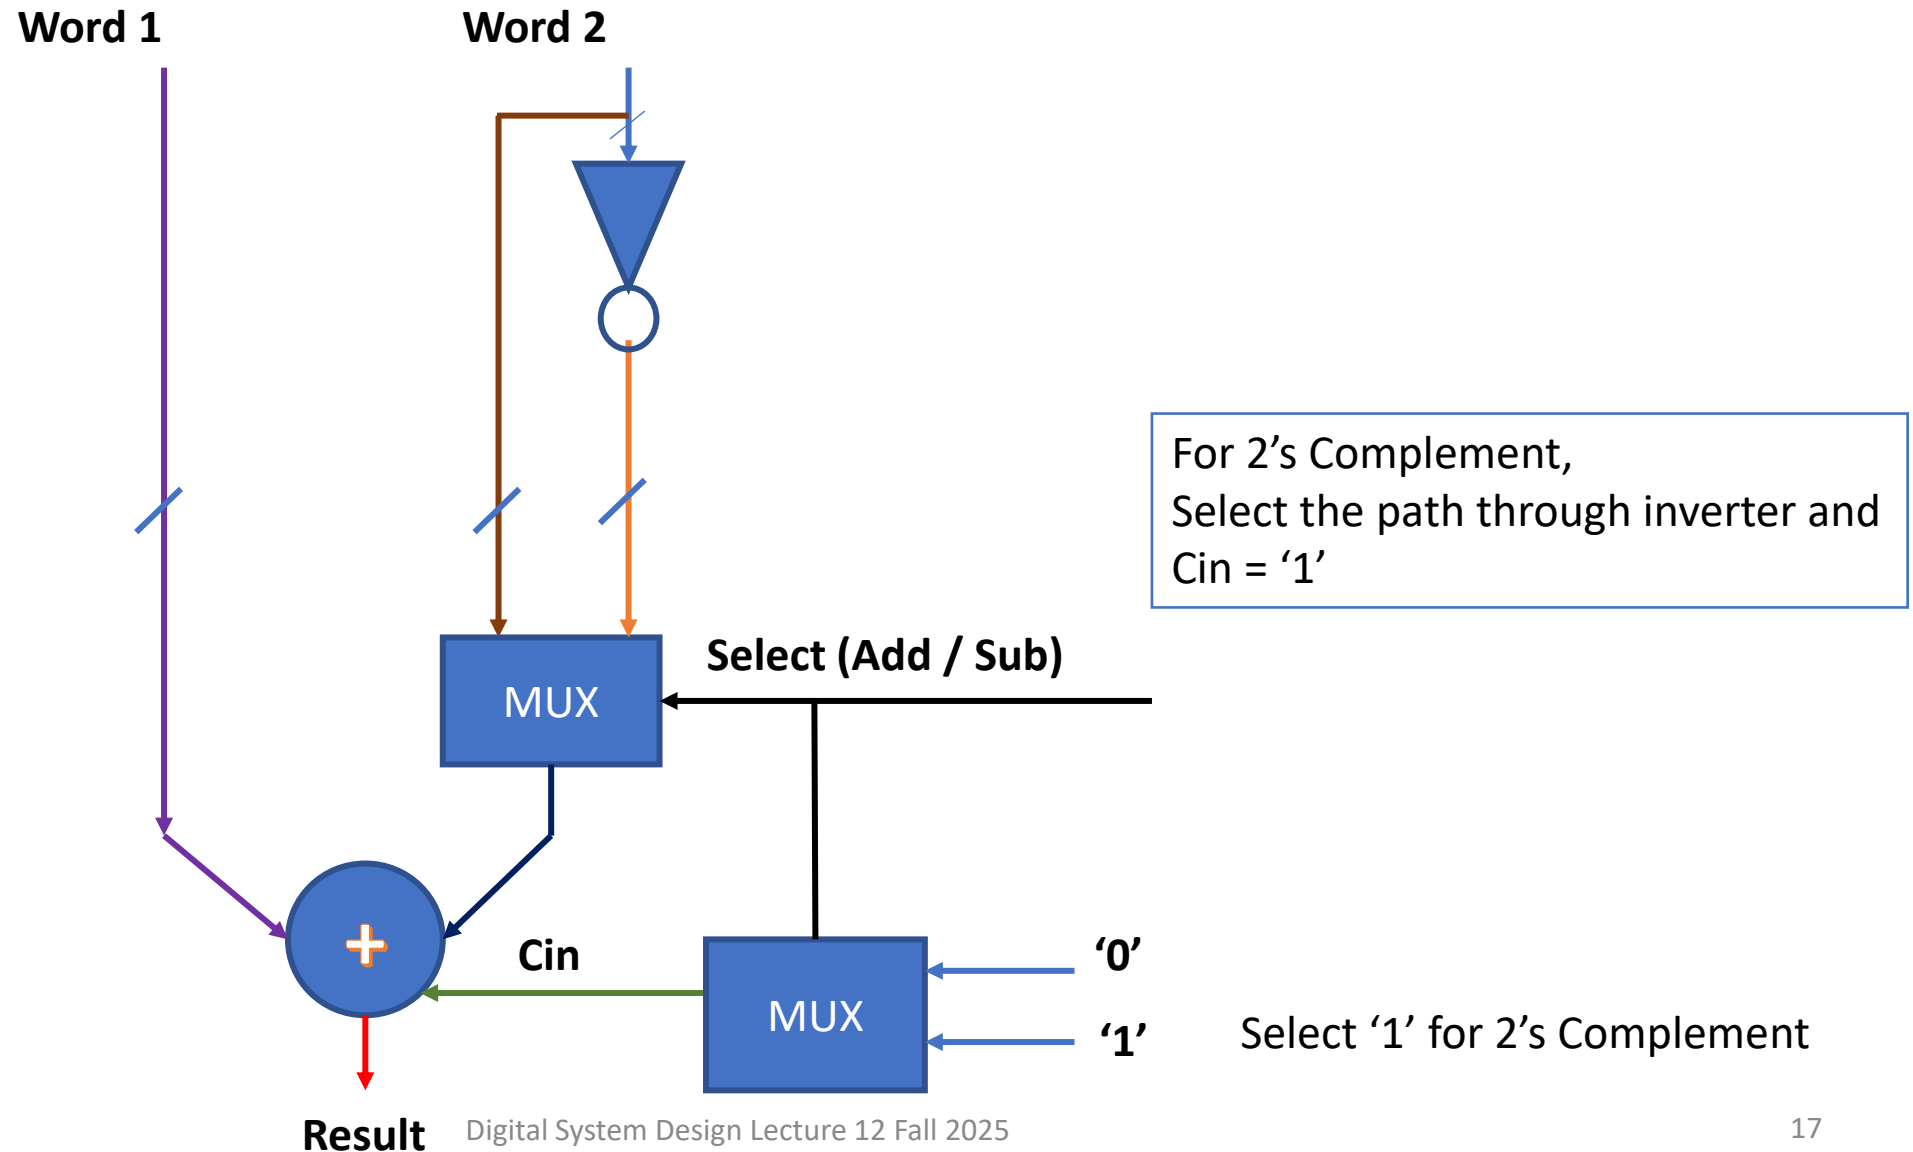 Word 1
Word 2
For 2’s Complement,
Select the path through inverter and
Cin = ‘1’
Select (Add / Sub)
MUX
+
Cin
MUX
‘0’
‘1’
Select ‘1’ for 2’s Complement
Result
Digital System Design Lecture 12 Fall 2025
17